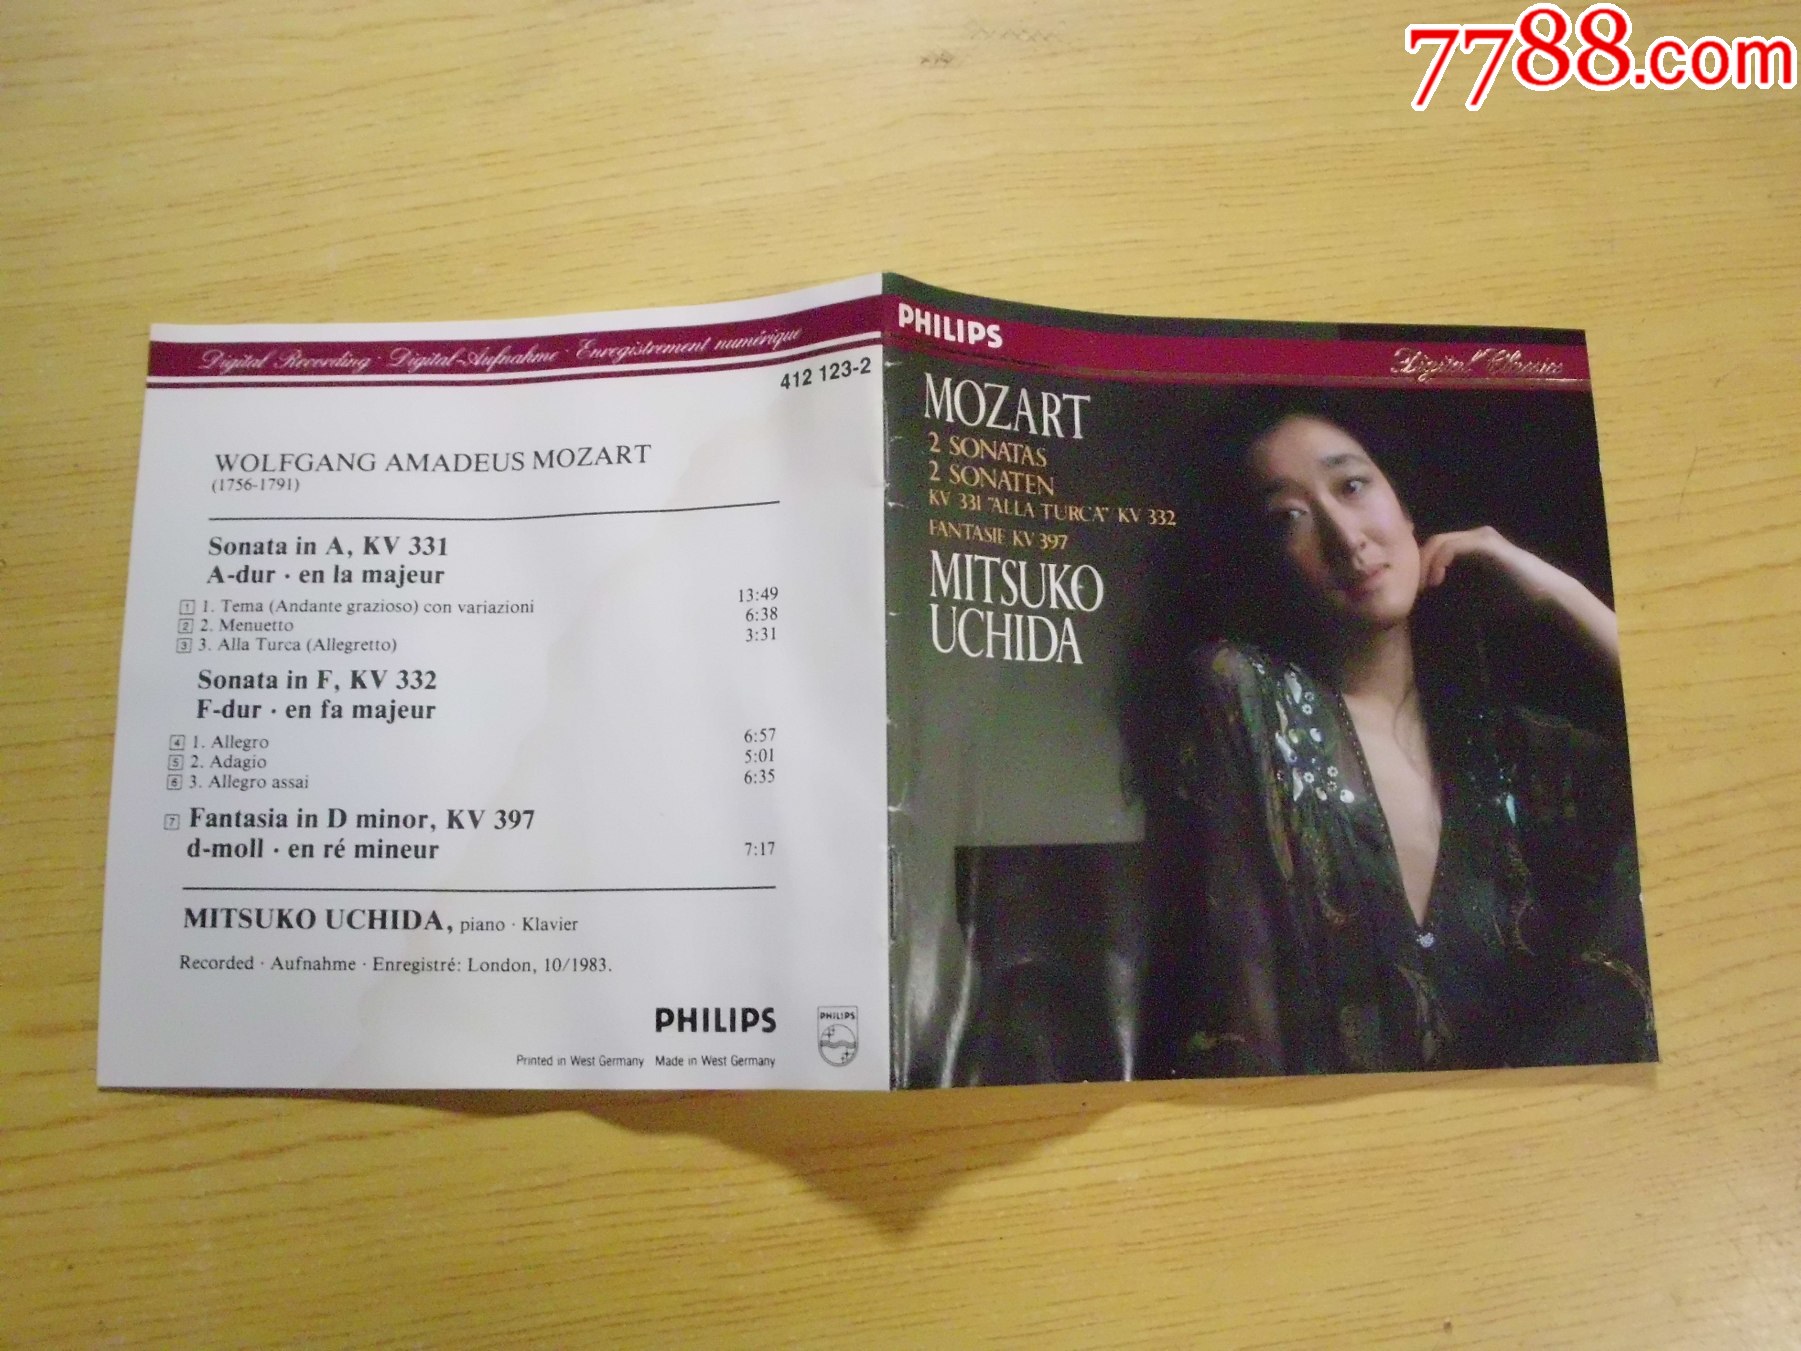 7788.com
Digital Recording · Digital-Aufnahme · Enregistrement numérique
412 123-2
WOLFGANG AMADEUS MOZART
(1756-1791)
Sonata in A, KV 331
A-dur · en la majeur
1 1. Tema (Andante grazioso) con variazioni 13:49
2 2. Menuetto 6:38
3 3. Alla Turca (Allegretto) 3:31
Sonata in F, KV 332
F-dur · en fa majeur
4 1. Allegro 6:57
5 2. Adagio 5:01
6 3. Allegro assai 6:35
7 Fantasia in D minor, KV 397
d-moll · en ré mineur 7:17
MITSUKO UCHIDA, piano · Klavier
Recorded · Aufnahme · Enregistré: London, 10/1983.
PHILIPS
PHILIPS
Printed in West Germany Made in West Germany
PHILIPS
Digital Classics
MOZART
2 SONATAS
2 SONATEN
KV 331 "ALLA TURCA" KV 332
FANTASIE KV 397
MITSUKO
UCHIDA